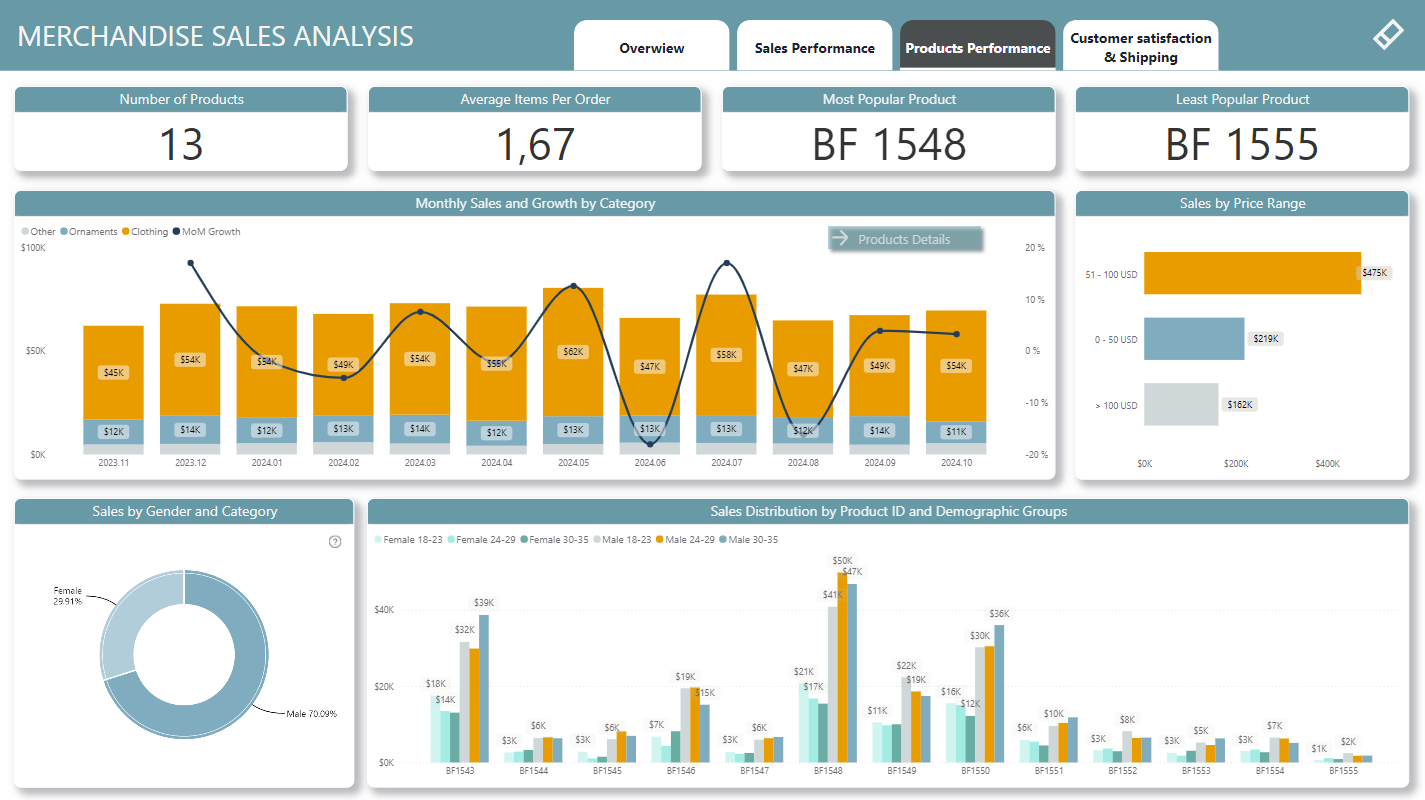 MERCHANDISE SALES ANALYSIS
Overwiew
Sales Performance
Products Performance
Customer satisfaction
& Shipping
Number of Products
13
Average Items Per Order
1,67
Most Popular Product
BF 1548
Least Popular Product
BF 1555
Monthly Sales and Growth by Category
Other Ornaments Clothing MoM Growth
Products Details
$100K
$50K
$0K
20 %
10 %
0 %
-10 %
-20 %
$45K $54K $54K $49K $54K $55K $62K $47K $58K $47K $49K $54K
$12K $14K $12K $13K $14K $12K $13K $13K $13K $12K $14K $11K
2023.11 2023.12 2024.01 2024.02 2024.03 2024.04 2024.05 2024.06 2024.07 2024.08 2024.09 2024.10
Sales by Price Range
51 - 100 USD $475K
0 - 50 USD $219K
> 100 USD $162K
$0K $200K $400K
Sales by Gender and Category
?
Female
29.91%
Male 70.09%
Sales Distribution by Product ID and Demographic Groups
Female 18-23 Female 24-29 Female 30-35 Male 18-23 Male 24-29 Male 30-35
$40K
$20K
$0K
$18K $14K $32K $39K
$3K $6K
$3K $6K
$7K $19K $15K
$3K $6K
$21K $17K $41K $50K $47K
$11K $22K $19K
$16K $12K $30K $36K
$6K $10K
$3K $8K
$3K $5K
$3K $7K
$1K $2K
BF1543 BF1544 BF1545 BF1546 BF1547 BF1548 BF1549 BF1550 BF1551 BF1552 BF1553 BF1554 BF1555